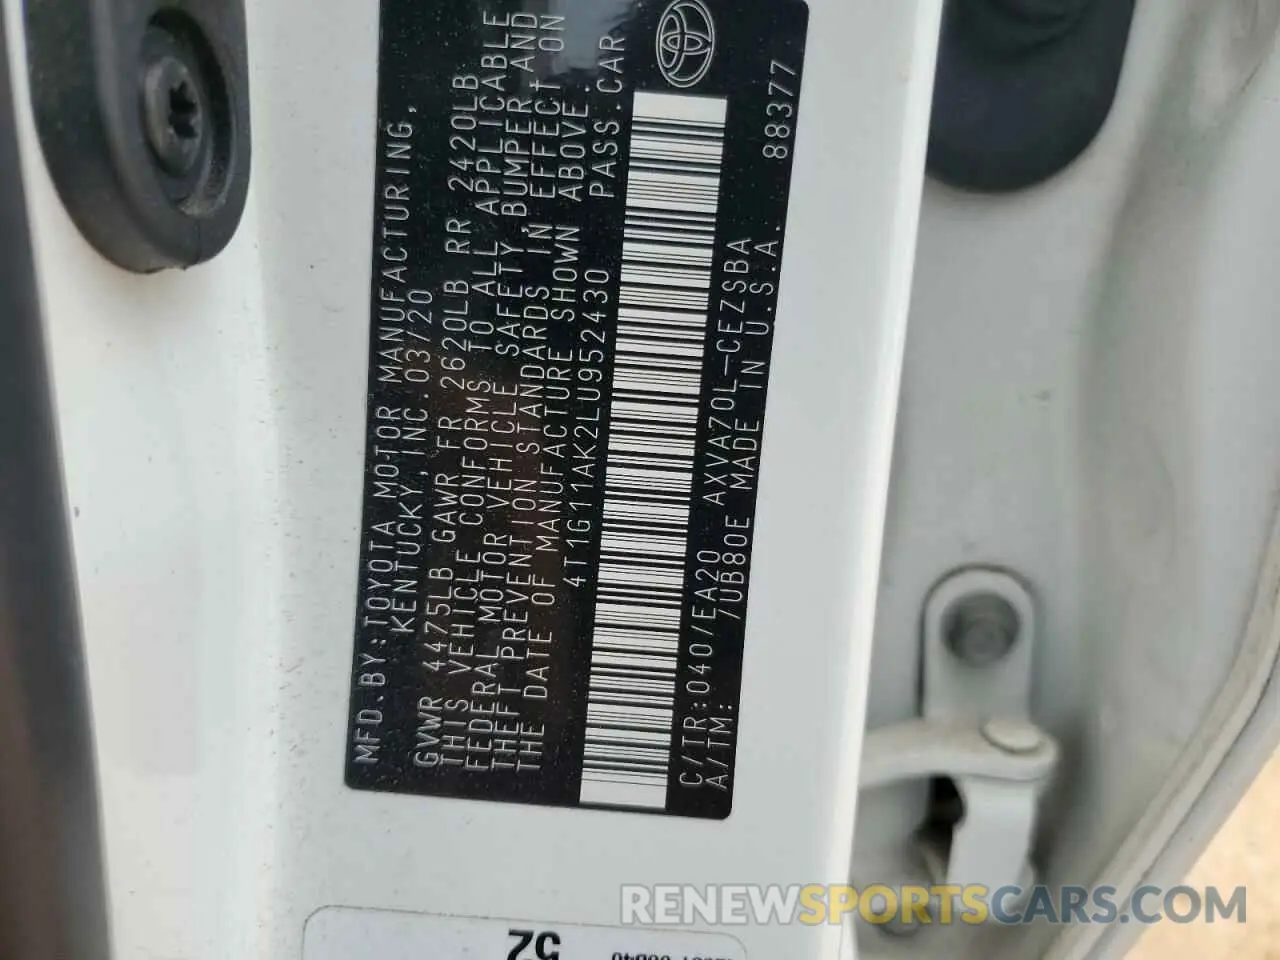 MFD.BY:TOYOTA MOTOR MANUFACTURING,
KENTUCKY,INC.03/20
GVWR 4475LB GAWR FR 2620LB RR 2420LB
THIS VEHICLE CONFORMS TO ALL APPLICABLE
FEDERAL MOTOR VEHICLE SAFETY,BUMPER AND
THEFT PREVENTION STANDARDS IN EFFECT ON
THE DATE OF MANUFACTURE SHOWN ABOVE.
4T1G11AK2LU952430 PASS.CAR
C/TR:040/EA20 AXVA70L-CEZSBA
A/TM: /UB80E MADE IN U.S.A. 88377
52
RENEWSPORTSCARS.COM